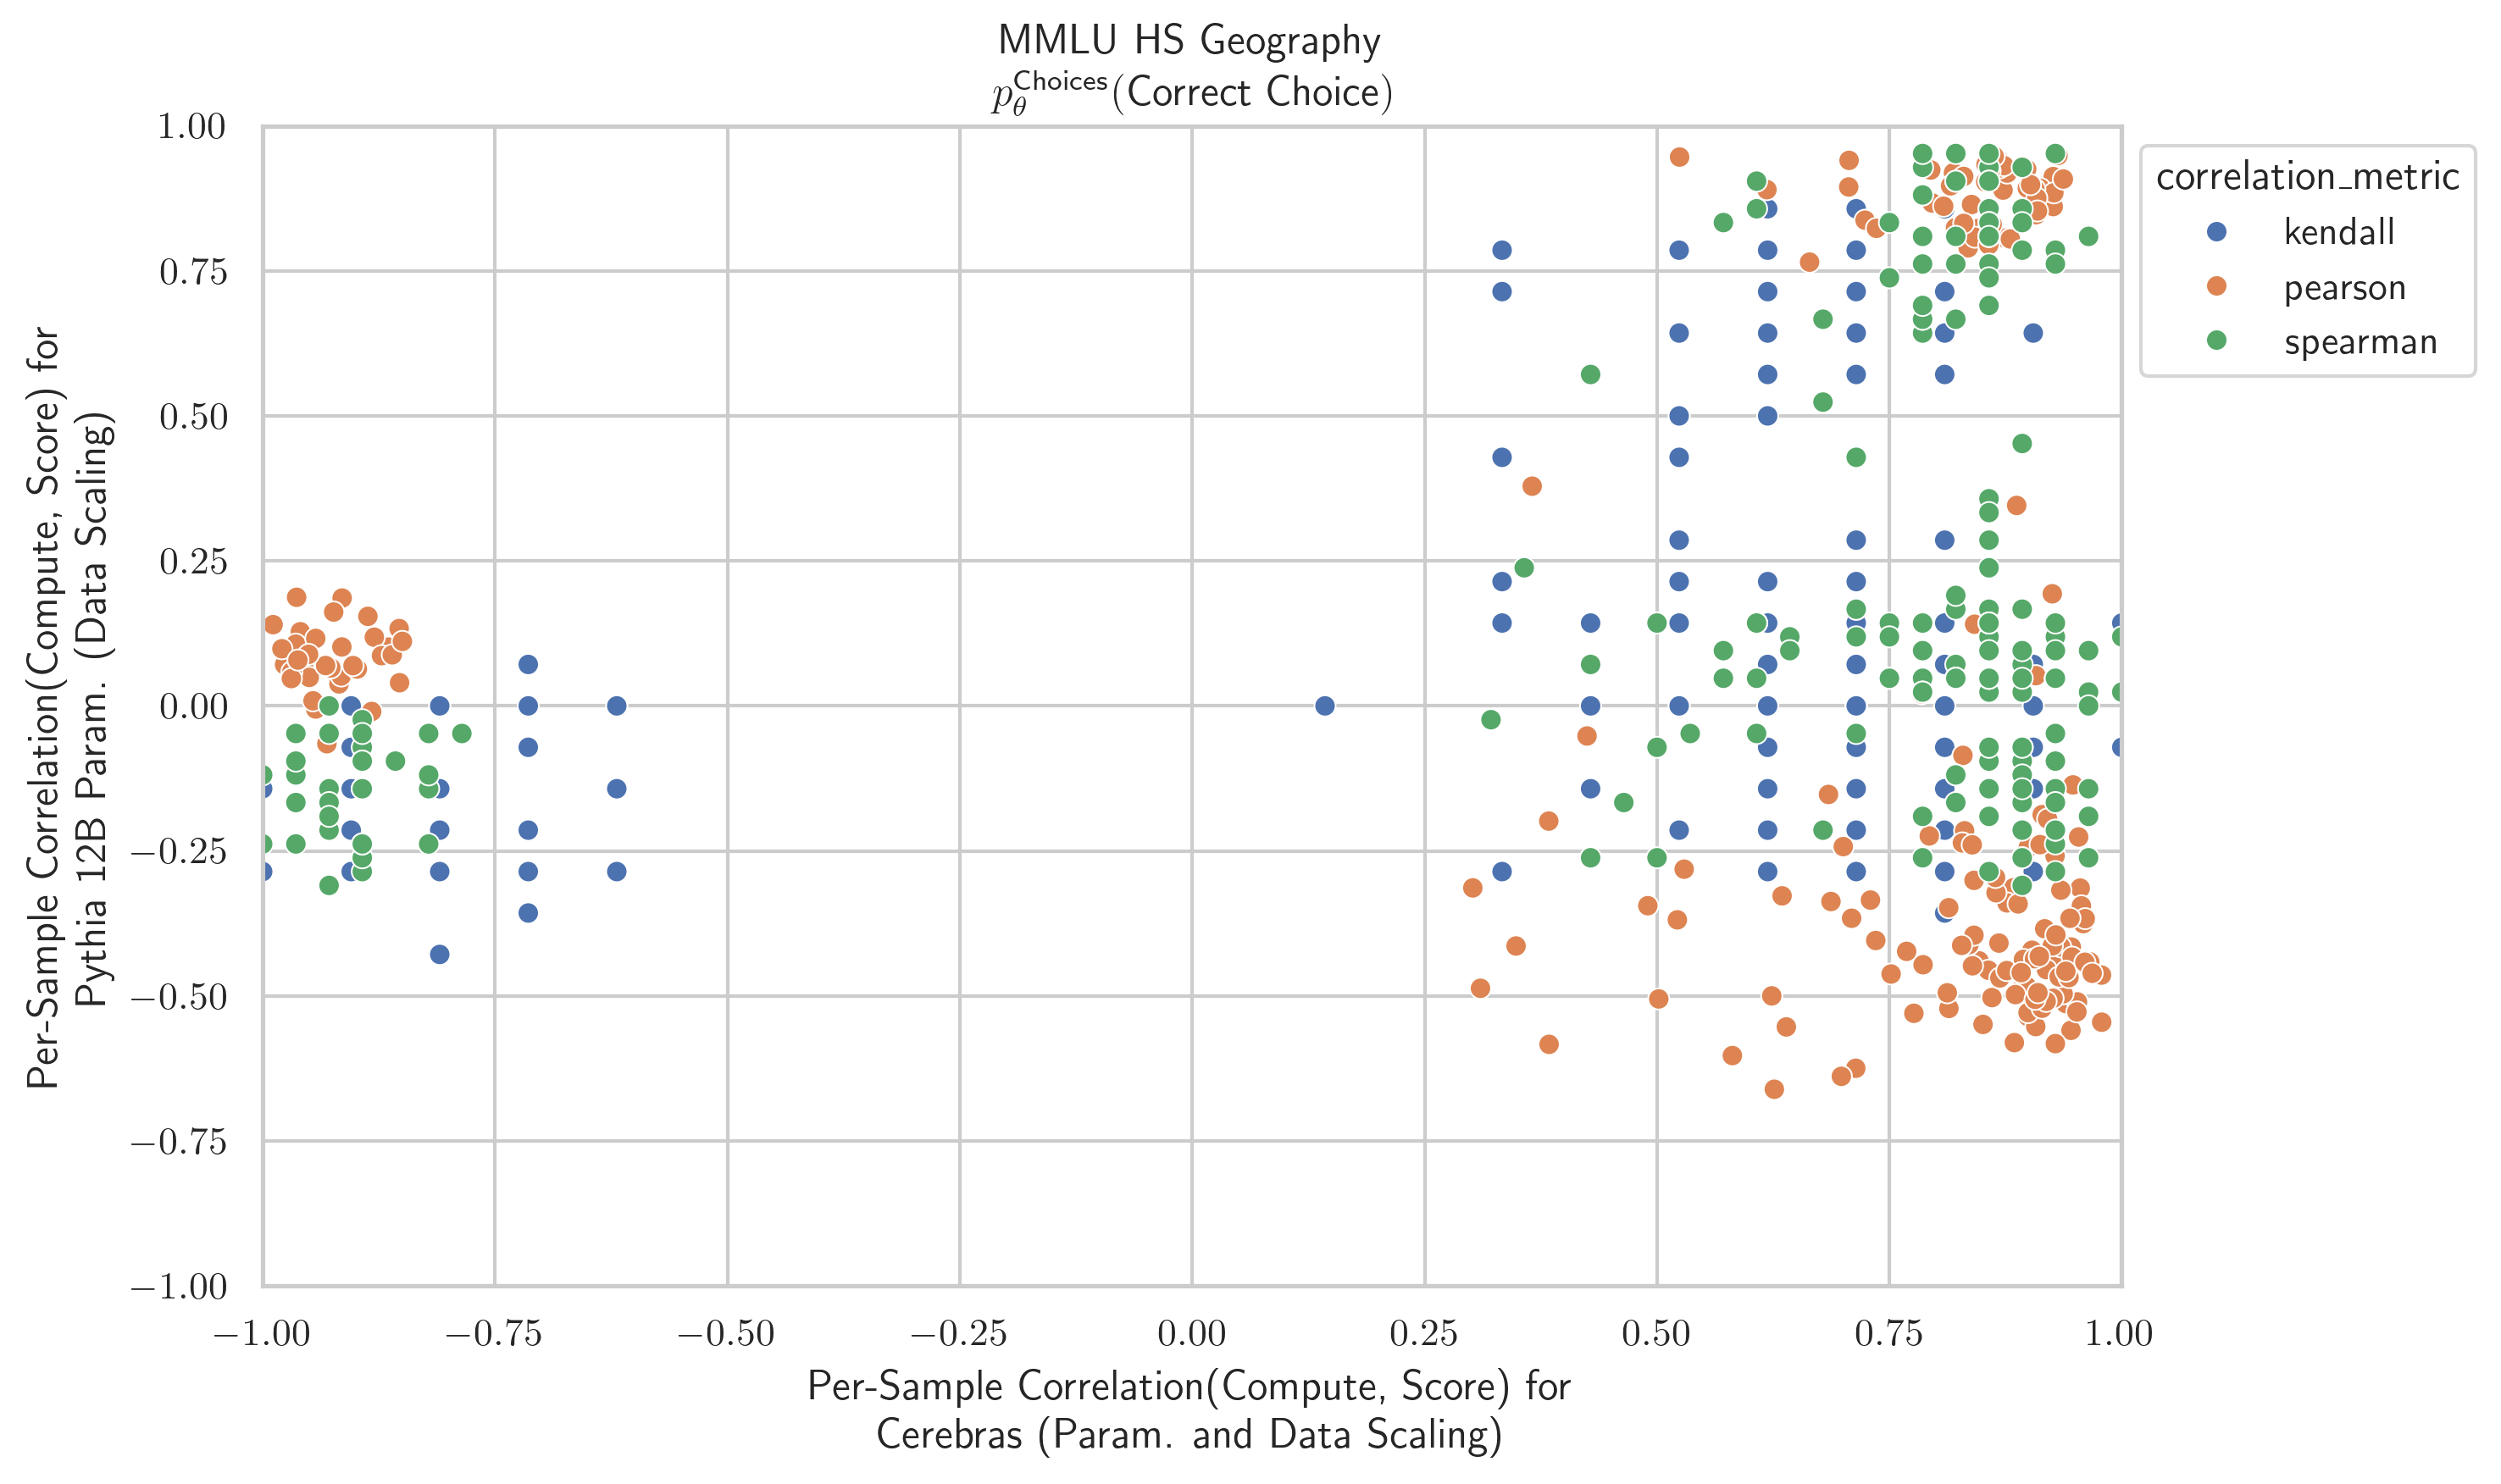 MMLU HS Geography
p_θ^Choices(Correct Choice)
1.00
0.75
0.50
0.25
0.00
−0.25
−0.50
−0.75
−1.00
Per-Sample Correlation(Compute, Score) for
Pythia 12B Param. (Data Scaling)
correlation_metric
kendall
pearson
spearman
−1.00 −0.75 −0.50 −0.25 0.00 0.25 0.50 0.75 1.00
Per-Sample Correlation(Compute, Score) for
Cerebras (Param. and Data Scaling)